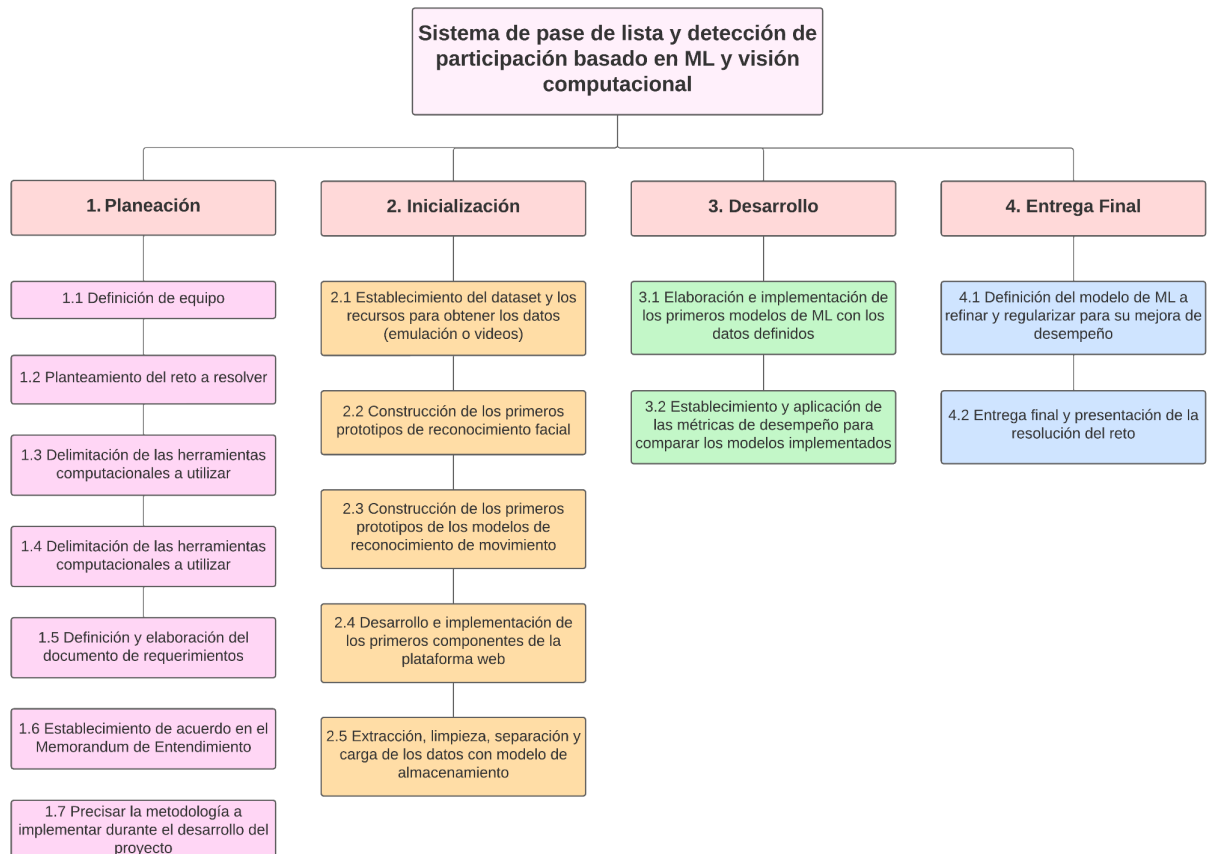 Sistema de pase de lista y detección de
participación basado en ML y visión
computacional
1. Planeación
2. Inicialización
3. Desarrollo
4. Entrega Final
1.1 Definición de equipo
1.2 Planteamiento del reto a resolver
1.3 Delimitación de las herramientas
computacionales a utilizar
1.4 Delimitación de las herramientas
computacionales a utilizar
1.5 Definición y elaboración del
documento de requerimientos
1.6 Establecimiento de acuerdo en el
Memorandum de Entendimiento
1.7 Precisar la metodología a
implementar durante el desarrollo del
proyecto
2.1 Establecimiento del dataset y los
recursos para obtener los datos
(emulación o videos)
2.2 Construcción de los primeros
prototipos de reconocimiento facial
2.3 Construcción de los primeros
prototipos de los modelos de
reconocimiento de movimiento
2.4 Desarrollo e implementación de
los primeros componentes de la
plataforma web
2.5 Extracción, limpieza, separación y
carga de los datos con modelo de
almacenamiento
3.1 Elaboración e implementación de
los primeros modelos de ML con los
datos definidos
3.2 Establecimiento y aplicación de
las métricas de desempeño para
comparar los modelos implementados
4.1 Definición del modelo de ML a
refinar y regularizar para su mejora de
desempeño
4.2 Entrega final y presentación de la
resolución del reto